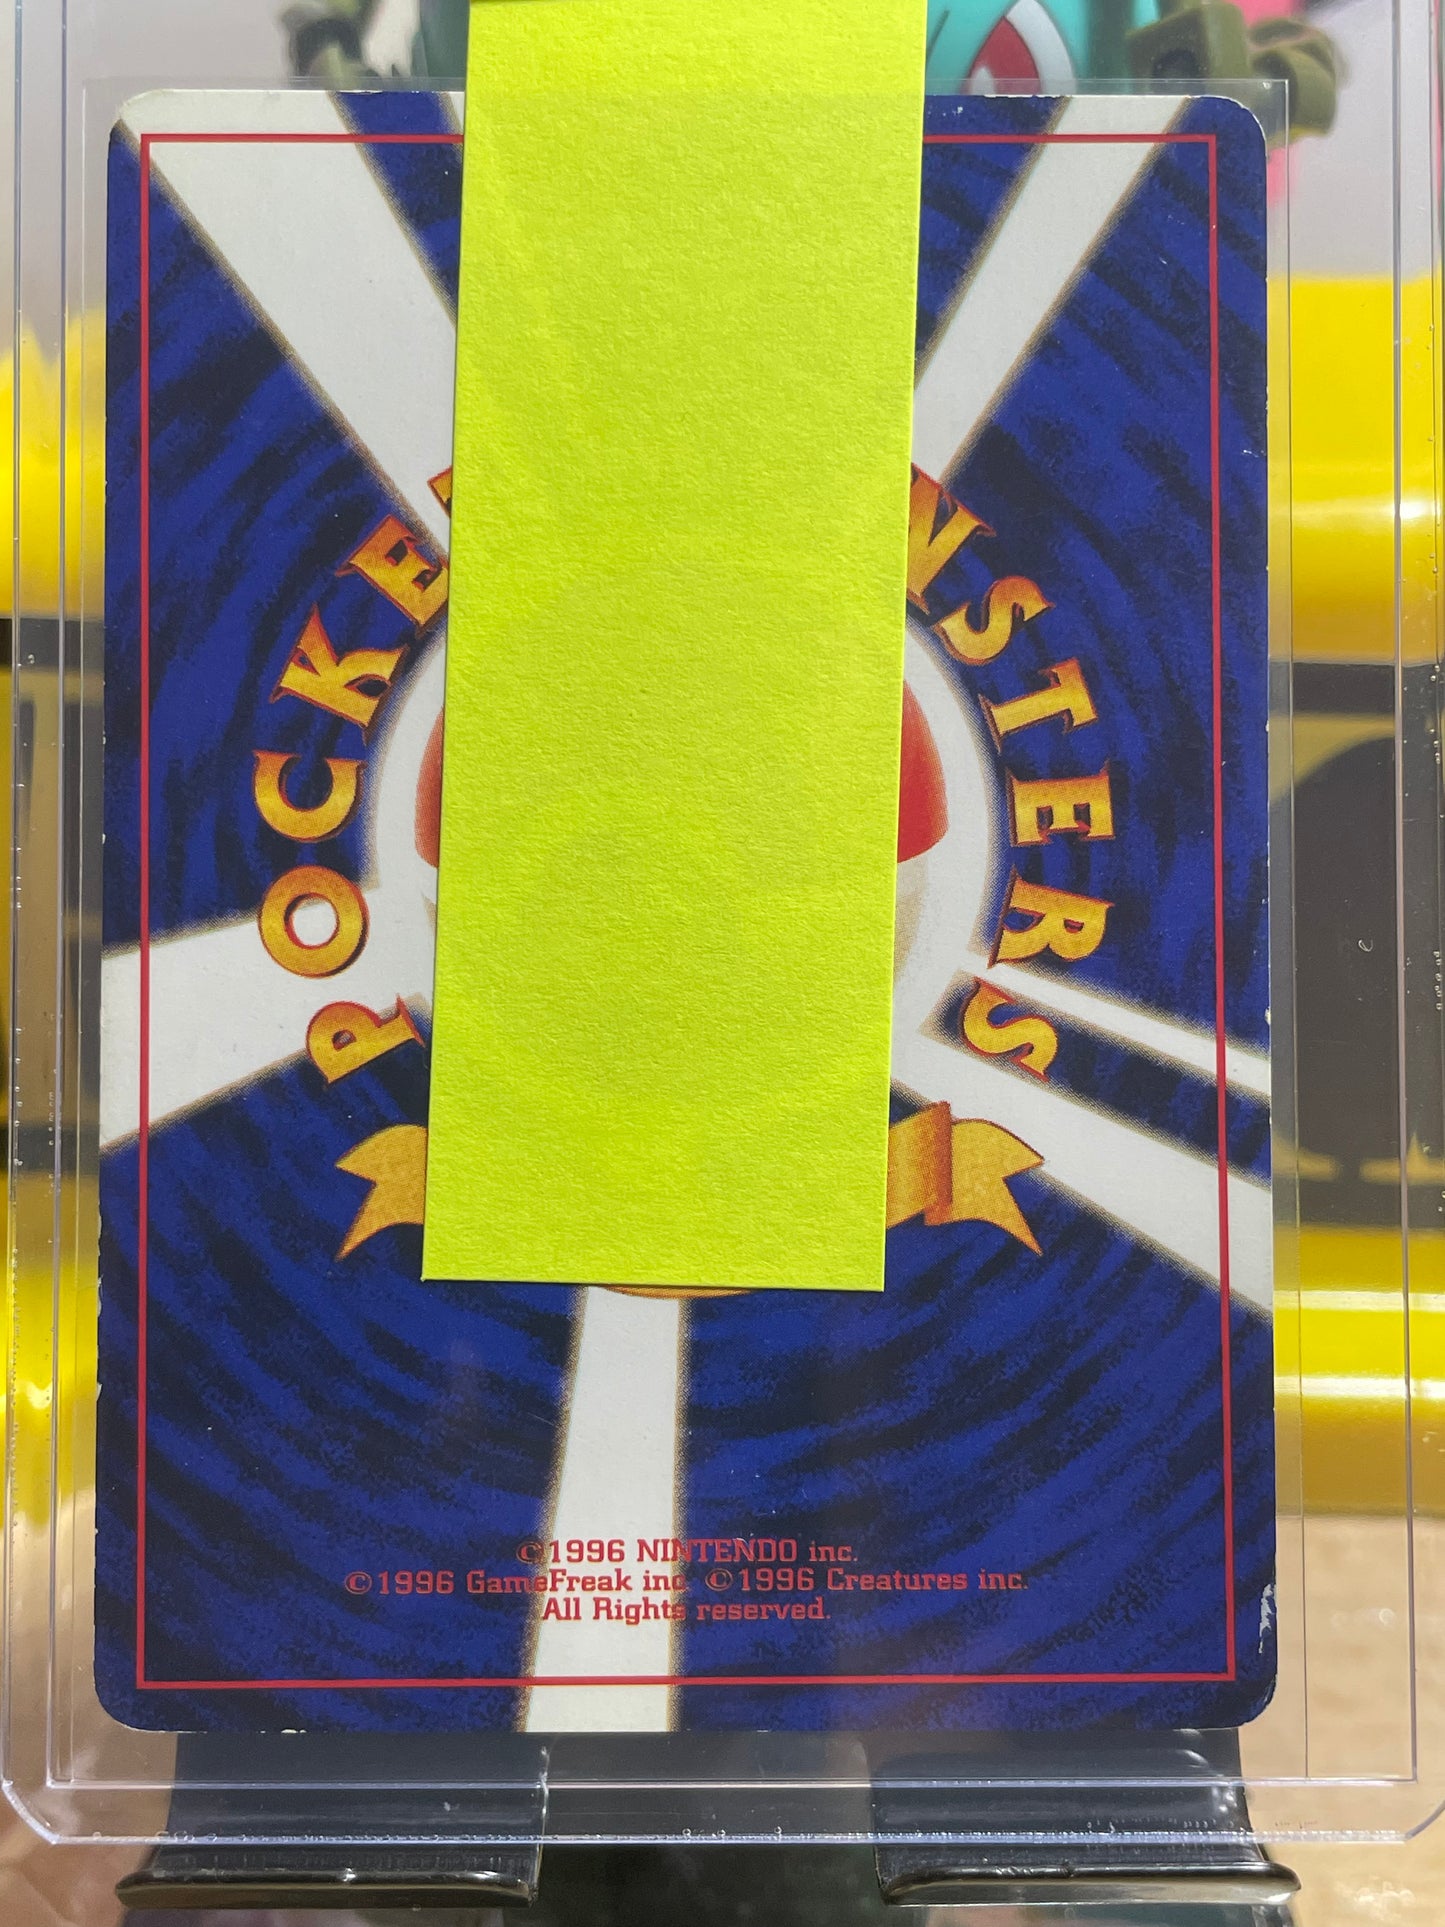 POCKE
NSTERS
©1996 NINTENDO inc.
©1996 GameFreak inc. ©1996 Creatures inc.
All Rights reserved.